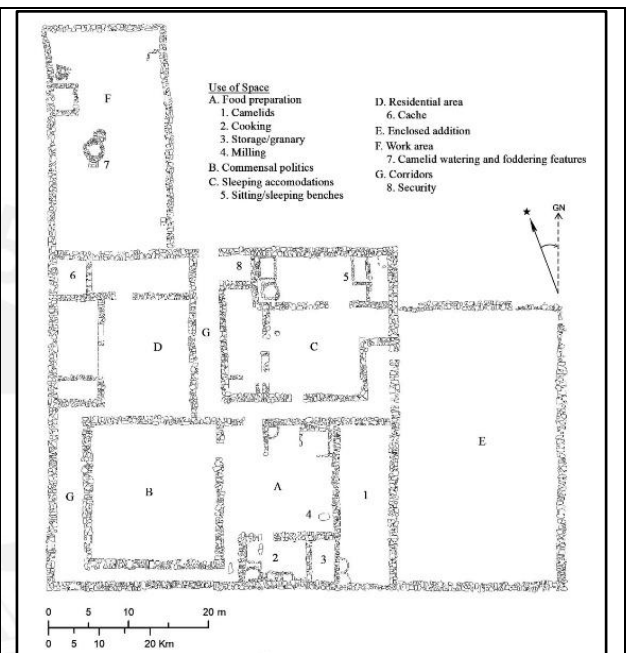 Use of Space
A. Food preparation
1. Camelids
2. Cooking
3. Storage/granary
4. Milling
B. Commensal politics
C. Sleeping accomodations
5. Sitting/sleeping benches
D. Residential area
6. Cache
E. Enclosed addition
F. Work area
7. Camelid watering and foddering features
G. Corridors
8. Security
GN
F
7
6
8
5
D
G
C
E
G
B
A
1
4
2
3
0 5 10 20 m
0 5 10 20 Km